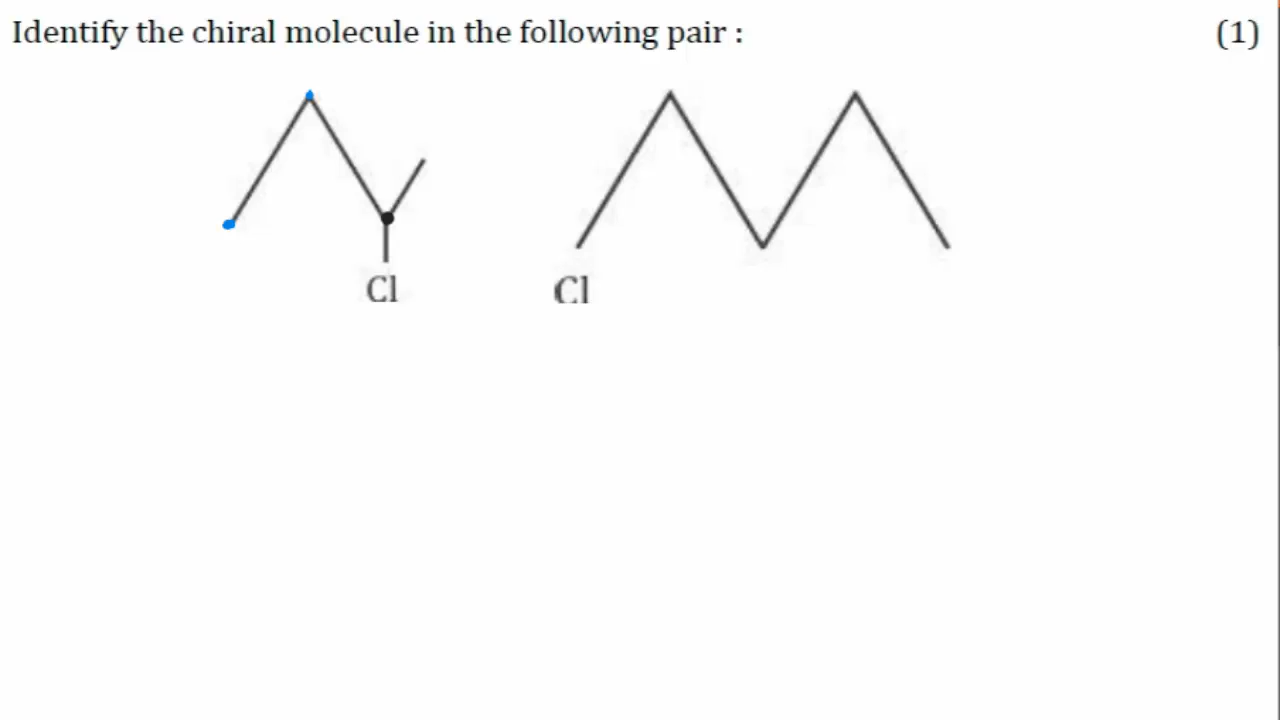 Identify the chiral molecule in the following pair : (1)
Cl Cl